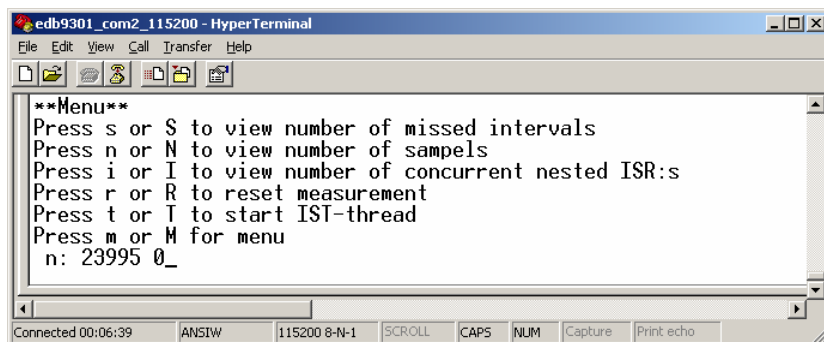 edb9301_com2_115200 - HyperTerminal
File Edit View Call Transfer Help
**Menu**
Press s or S to view number of missed intervals
Press n or N to view number of sampels
Press i or I to view number of concurrent nested ISR:s
Press r or R to reset measurement
Press t or T to start IST-thread
Press m or M for menu
n: 23995 0_
Connected 00:06:39 ANSIW 115200 8-N-1 SCROLL CAPS NUM Capture Print echo